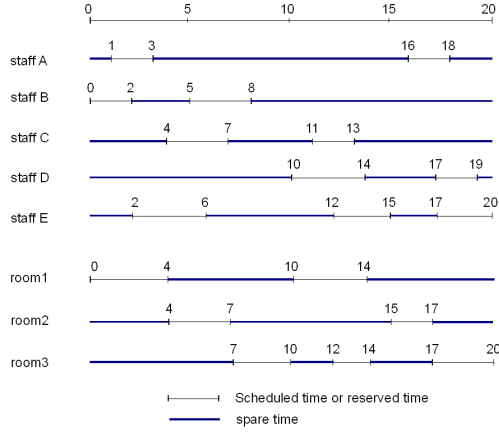 0 5 10 15 20
staff A 1 3 16 18
staff B 0 2 5 8
staff C 4 7 11 13
staff D 10 14 17 19
staff E 2 6 12 15 17 20
room1 0 4 10 14
room2 4 7 15 17
room3 7 10 12 14 17 20
Scheduled time or reserved time
spare time